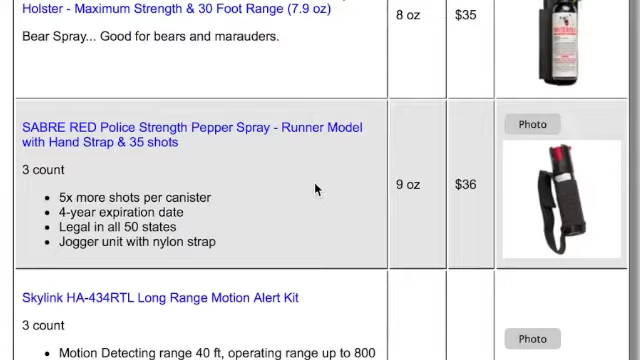 Holster - Maximum Strength & 30 Foot Range (7.9 oz)
8 oz
$35
Bear Spray... Good for bears and marauders.
SABRE RED Police Strength Pepper Spray - Runner Model
with Hand Strap & 35 shots
3 count
• 5x more shots per canister
• 4-year expiration date
• Legal in all 50 states
• Jogger unit with nylon strap
9 oz
$36
Photo
Skylink HA-434RTL Long Range Motion Alert Kit
3 count
• Motion Detecting range 40 ft, operating range up to 800
Photo